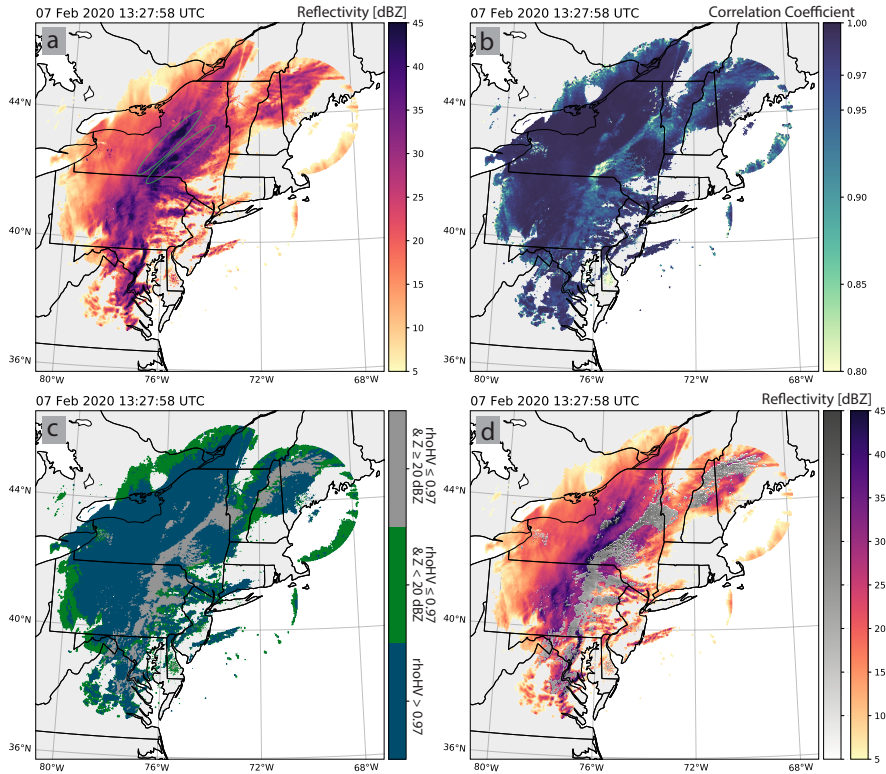 07 Feb 2020 13:27:58 UTC
Reflectivity [dBZ]
a
44°N
40°N
36°N
80°W
76°W
72°W
68°W
45
40
35
30
25
20
15
10
5
07 Feb 2020 13:27:58 UTC
Correlation Coefficient
b
44°N
40°N
36°N
80°W
76°W
72°W
68°W
1.00
0.97
0.95
0.90
0.85
0.80
07 Feb 2020 13:27:58 UTC
c
44°N
40°N
36°N
80°W
76°W
72°W
68°W
rhoHV ≤ 0.97
& Z ≥ 20 dBZ
rhoHV ≤ 0.97
& Z < 20 dBZ
rhoHV > 0.97
07 Feb 2020 13:27:58 UTC
Reflectivity [dBZ]
d
44°N
40°N
36°N
80°W
76°W
72°W
68°W
45
40
35
30
25
20
15
10
5